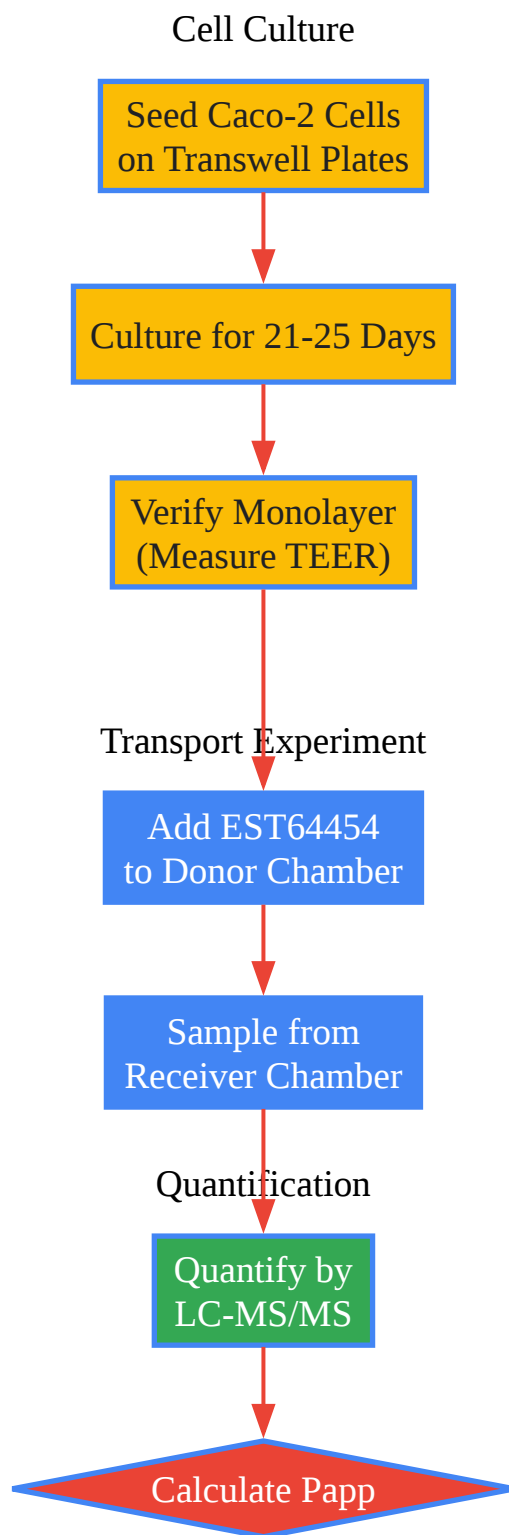 Cell Culture
Seed Caco-2 Cells
on Transwell Plates
Culture for 21-25 Days
Verify Monolayer
(Measure TEER)
Transport Experiment
Add EST64454
to Donor Chamber
Sample from
Receiver Chamber
Quantification
Quantify by
LC-MS/MS
Calculate Papp